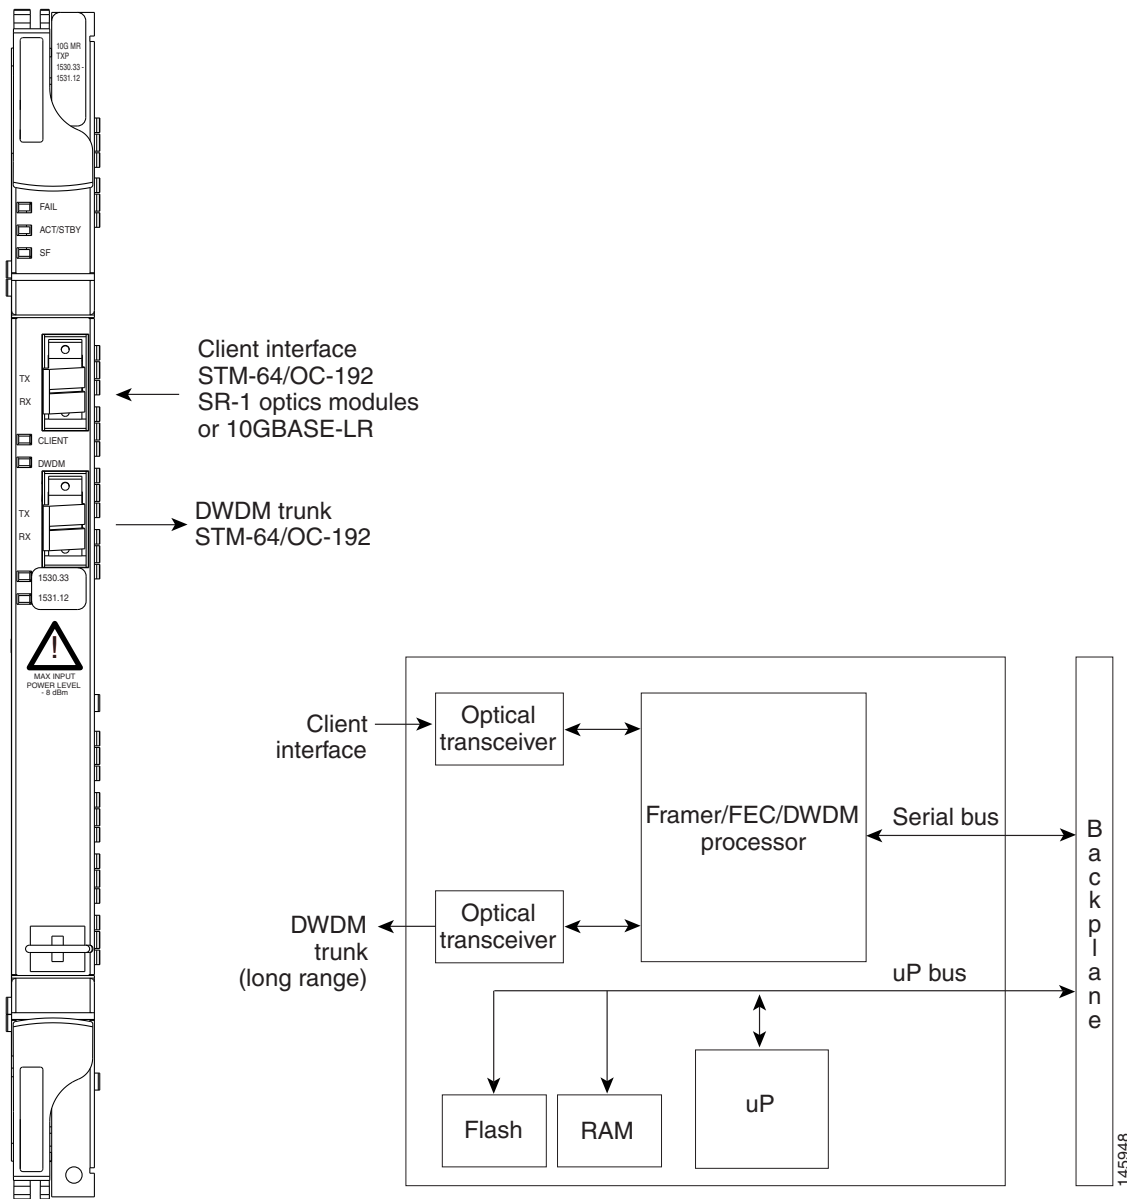 10G MR
TXP
1530.33 -
1531.12
FAIL
ACT/STBY
SF
TX
RX
CLIENT
DWDM
TX
RX
1530.33
1531.12
!
MAX INPUT
POWER LEVEL
- 8 dBm
Client interface
STM-64/OC-192
SR-1 optics modules
or 10GBASE-LR
DWDM trunk
STM-64/OC-192
Client
interface
Optical
transceiver
Framer/FEC/DWDM
processor
Serial bus
DWDM
trunk
(long range)
Optical
transceiver
uP bus
Flash
RAM
uP
Backplane
145948